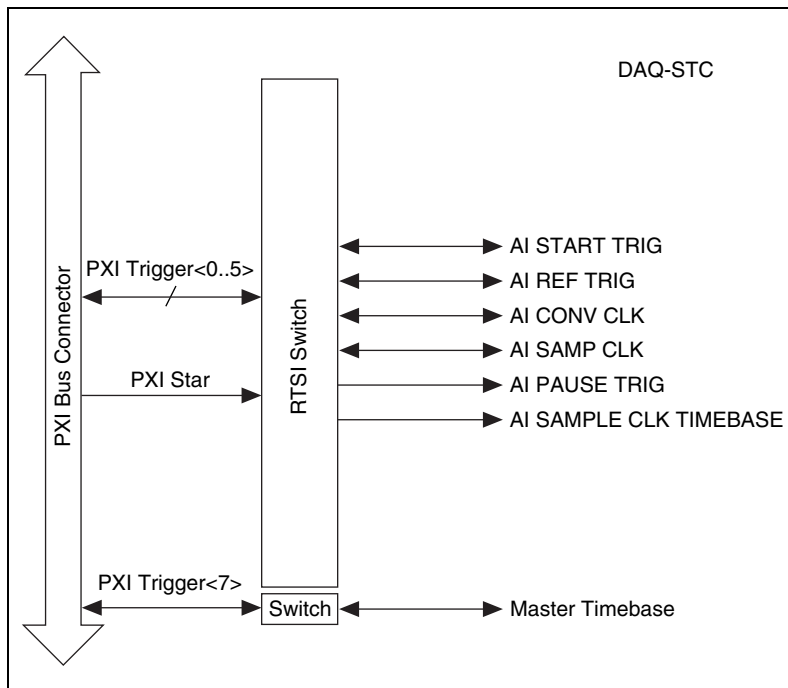 DAQ-STC
PXI Bus Connector
PXI Trigger<0..5>
PXI Star
PXI Trigger<7>
RTSI Switch
Switch
AI START TRIG
AI REF TRIG
AI CONV CLK
AI SAMP CLK
AI PAUSE TRIG
AI SAMPLE CLK TIMEBASE
Master Timebase